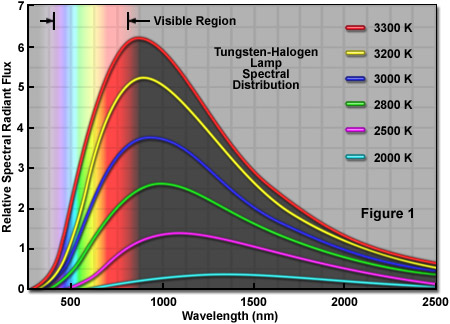 7
6
5
4
3
2
1
0
Relative Spectral Radiant Flux
Visible Region
Tungsten-Halogen
Lamp
Spectral
Distribution
3300 K
3200 K
3000 K
2800 K
2500 K
2000 K
Figure 1
500
1000
1500
2000
2500
Wavelength (nm)